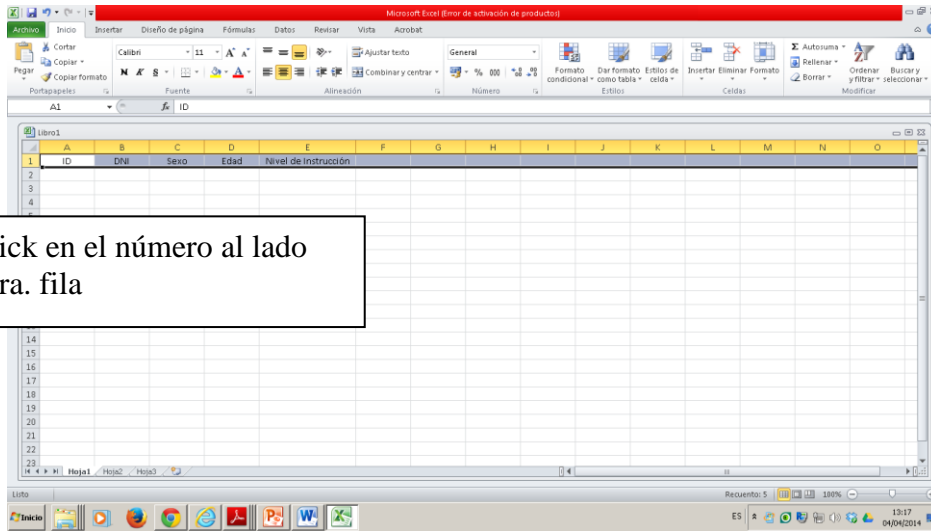 Microsoft Excel (Error de activación de productos)
Archivo Inicio Insertar Diseño de página Fórmulas Datos Revisar Vista Acrobat
Cortar Calibri 11 Ajustar texto General Σ Autosuma
Copiar Rellenar
Pegar Copiar formato N K S Combinar y centrar % 000 Formato condicional Dar formato como tabla Estilos de celda Insertar Eliminar Formato Borrar Ordenar y filtrar Buscar y seleccionar
Portapapeles Fuente Alineación Número Estilos Celdas Modificar
A1 fx ID
Libro1
A B C D E F G H I J K L M N O
1 ID DNI Sexo Edad Nivel de Instrucción
2
3
4
ick en el número al lado
ra. fila
14
15
16
17
18
19
20
21
22
23
Hoja1 Hoja2 Hoja3
Listo Recuento: 5 100%
Inicio ES 13:17
04/04/2014